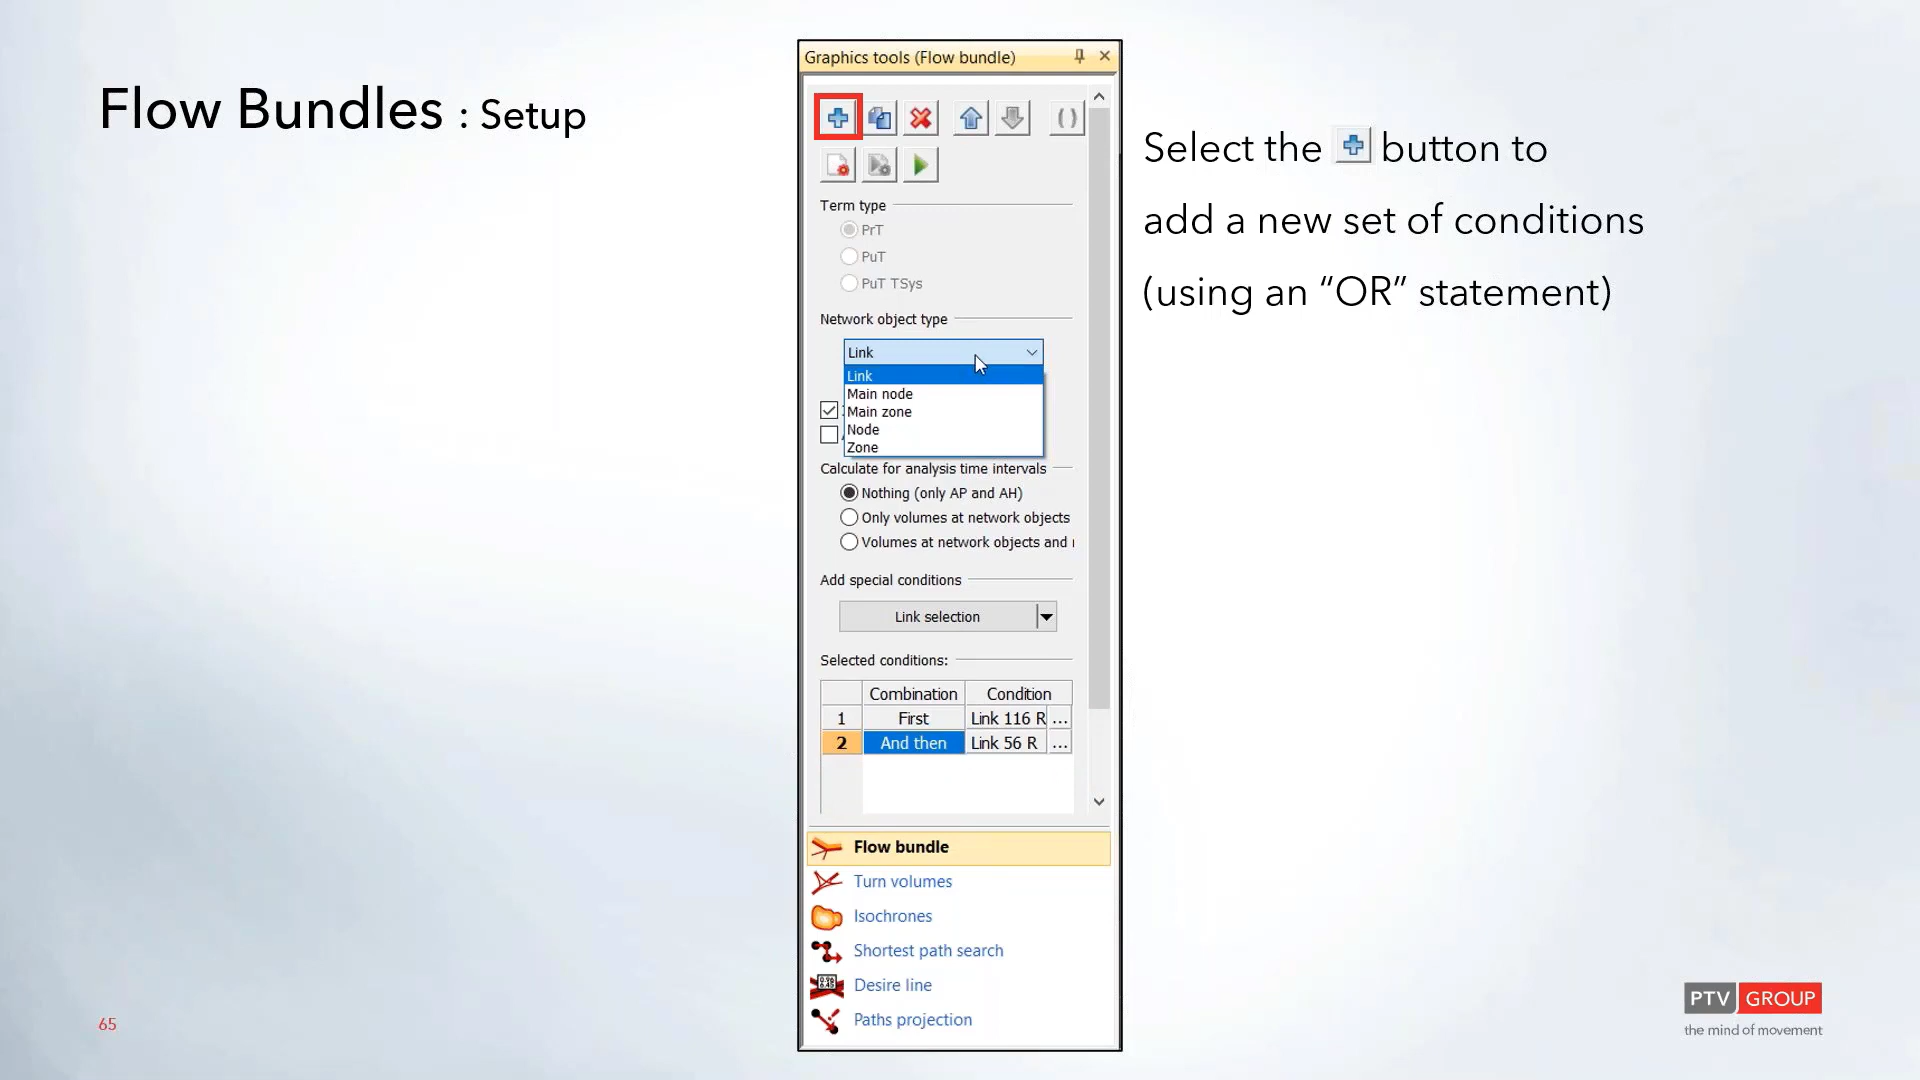 Flow Bundles : Setup
Graphics tools (Flow bundle)
( )
Term type
PrT
PuT
PuT TSys
Network object type
Link
Link
Main node
Main zone
Node
Zone
Calculate for analysis time intervals
Nothing (only AP and AH)
Only volumes at network objects
Volumes at network objects and
Add special conditions
Link selection
Selected conditions:
Combination Condition
1 First Link 116 R ...
2 And then Link 56 R ...
Flow bundle
Turn volumes
Isochrones
Shortest path search
Desire line
Paths projection
Select the button to
add a new set of conditions
(using an “OR” statement)
65
PTV GROUP
the mind of movement